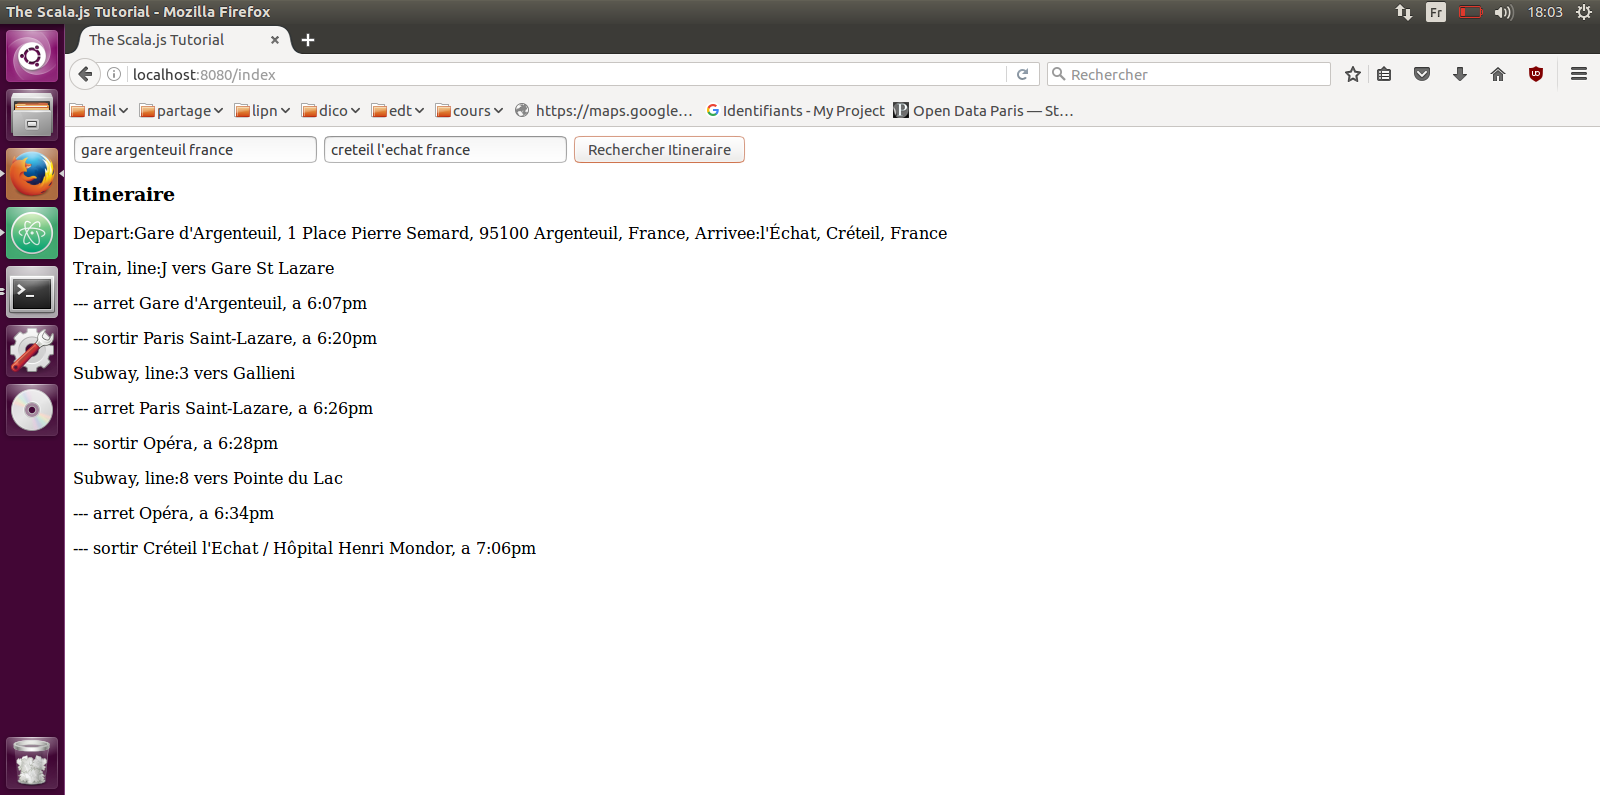 The Scala.js Tutorial - Mozilla Firefox
Fr
18:03
The Scala.js Tutorial
localhost:8080/index
Rechercher
mail
partage
lipn
dico
edt
cours
https://maps.google...
Identifiants - My Project
Open Data Paris — St...
gare argenteuil france
creteil l'echat france
Rechercher Itineraire
Itineraire
Depart:Gare d'Argenteuil, 1 Place Pierre Semard, 95100 Argenteuil, France, Arrivee:l'Échat, Créteil, France
Train, line:J vers Gare St Lazare
--- arret Gare d'Argenteuil, a 6:07pm
--- sortir Paris Saint-Lazare, a 6:20pm
Subway, line:3 vers Gallieni
--- arret Paris Saint-Lazare, a 6:26pm
--- sortir Opéra, a 6:28pm
Subway, line:8 vers Pointe du Lac
--- arret Opéra, a 6:34pm
--- sortir Créteil l'Echat / Hôpital Henri Mondor, a 7:06pm